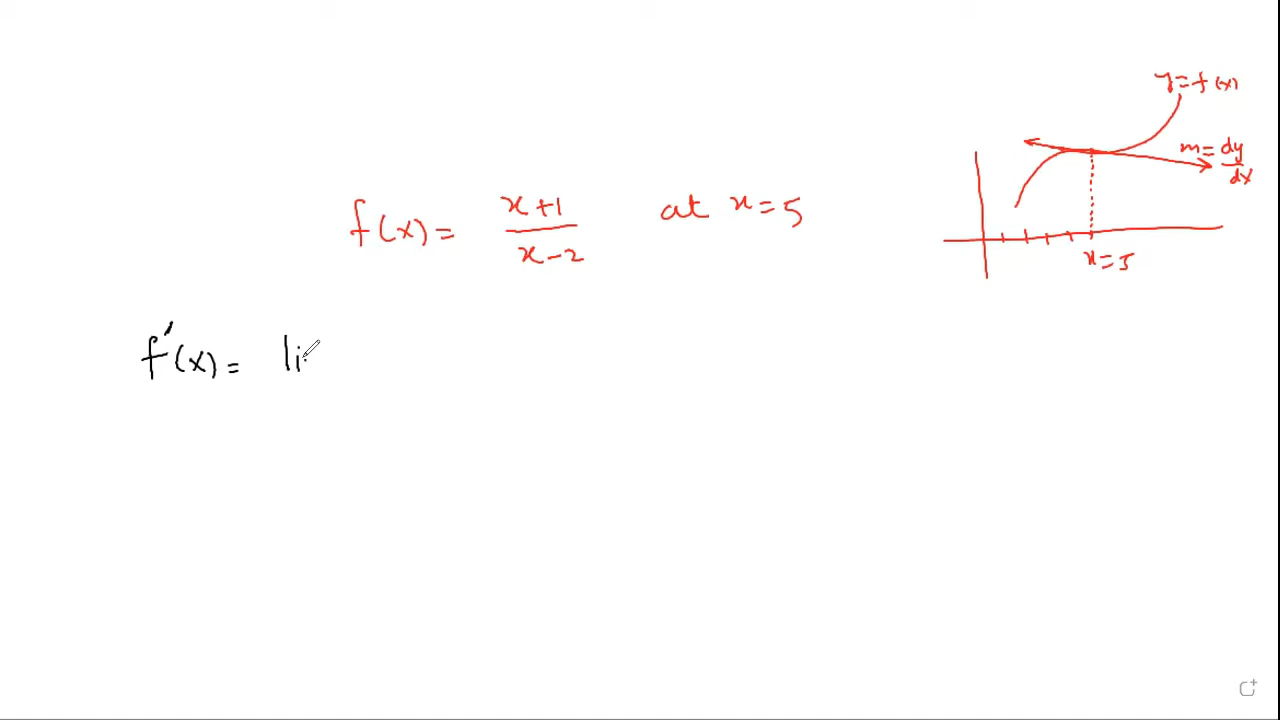 y=f(x)
m= dy/dx
f(x)= x+1/x-2 at x=5
x=5
f'(x)= li